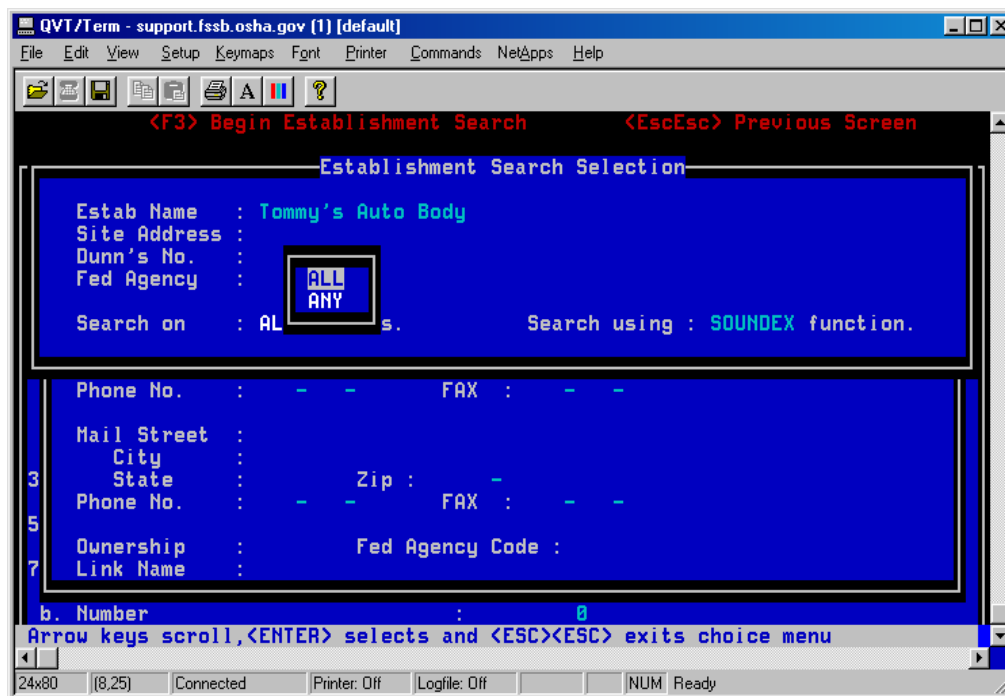 QVT/Term - support.fssb.osha.gov (1) [default]
File Edit View Setup Keymaps Font Printer Commands NetApps Help
A ?
<F3> Begin Establishment Search <EscEsc> Previous Screen
Establishment Search Selection
Estab Name : Tommy's Auto Body
Site Address :
Dunn's No. :
Fed Agency :
ALL
ANY
Search on : AL s. Search using : SOUNDEX function.
Phone No. : - - FAX : - -
Mail Street :
City :
3 State : Zip : -
Phone No. : - - FAX : - -
5
Ownership : Fed Agency Code :
7 Link Name :
b. Number : 0
Arrow keys scroll,<ENTER> selects and <ESC><ESC> exits choice menu
24x80 (8,25) Connected Printer: Off Logfile: Off NUM Ready